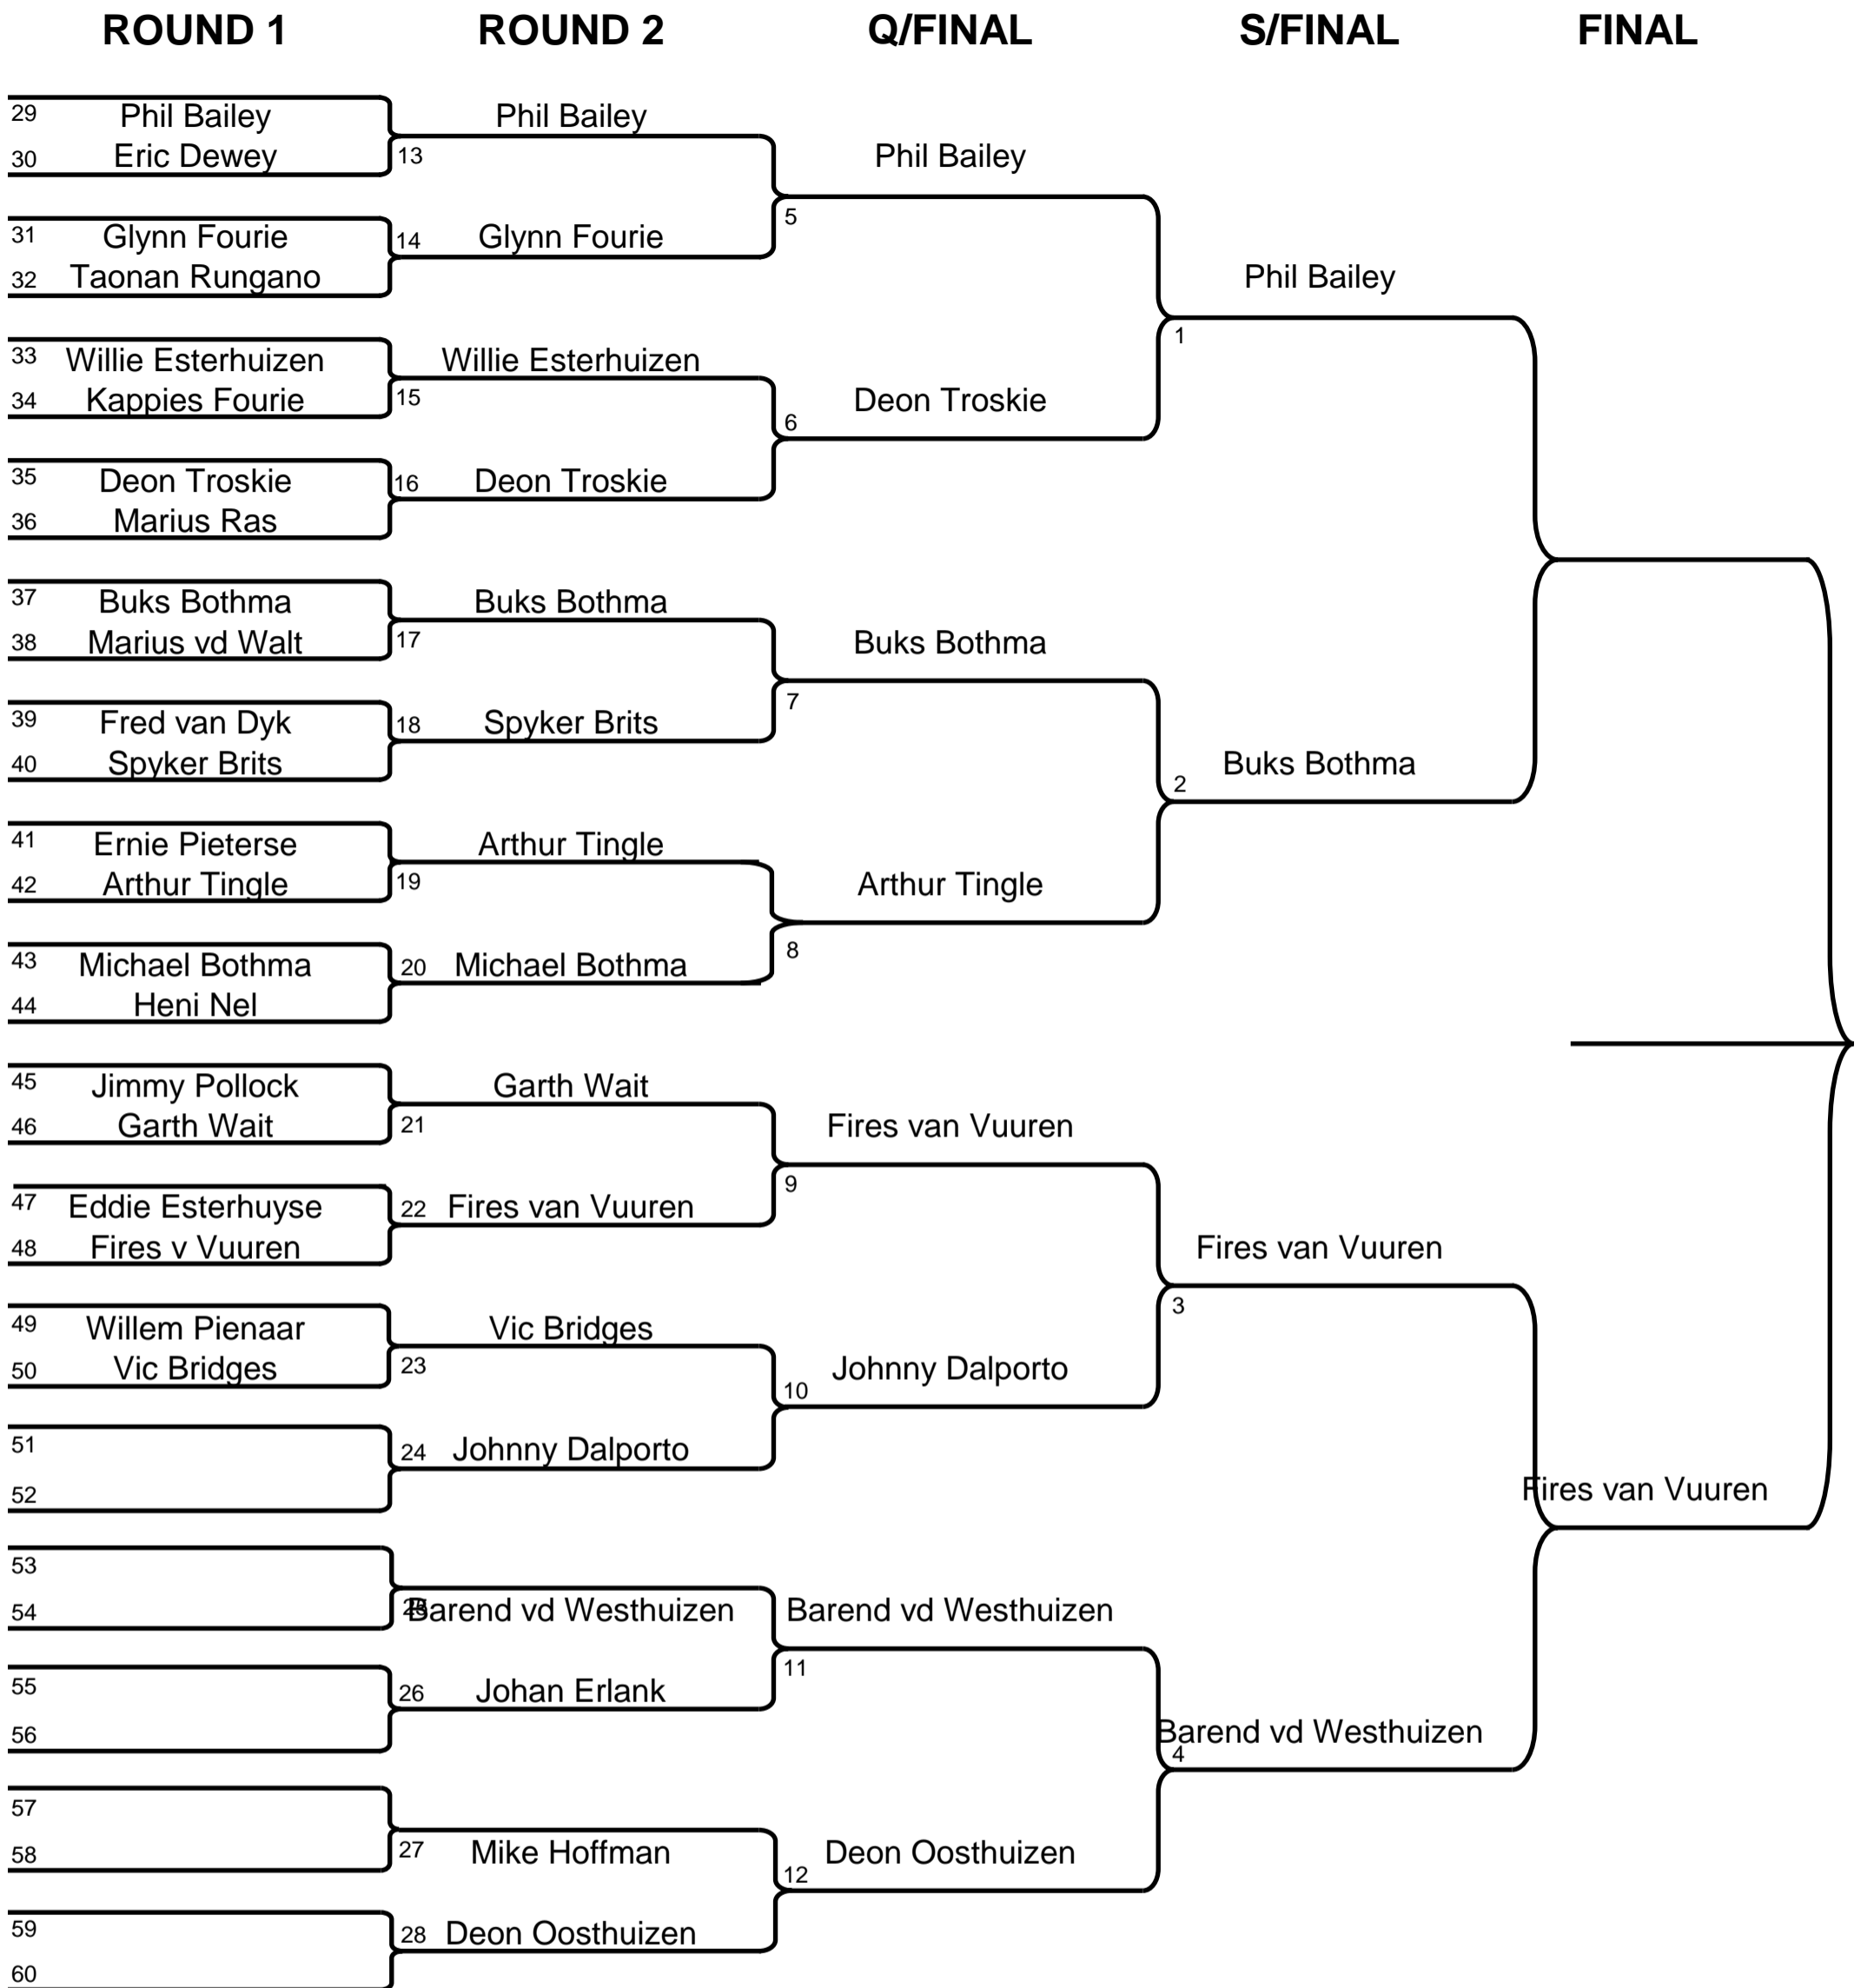 ROUND 1 ROUND 2 Q/FINAL S/FINAL FINAL
29 Phil Bailey Phil Bailey
30 Eric Dewey 13 Phil Bailey
5
31 Glynn Fourie 14 Glynn Fourie
32 Taonan Rungano Phil Bailey
1
33 Willie Esterhuizen Willie Esterhuizen
34 Kappies Fourie 15 Deon Troskie
6
35 Deon Troskie 16 Deon Troskie
36 Marius Ras
37 Buks Bothma Buks Bothma
38 Marius vd Walt 17 Buks Bothma
7
39 Fred van Dyk 18 Spyker Brits
40 Spyker Brits 2 Buks Bothma
41 Ernie Pieterse Arthur Tingle
42 Arthur Tingle 19 Arthur Tingle
8
43 Michael Bothma 20 Michael Bothma
44 Heni Nel
45 Jimmy Pollock Garth Wait
46 Garth Wait 21 Fires van Vuuren
9
47 Eddie Esterhuyse 22 Fires van Vuuren
48 Fires v Vuuren Fires van Vuuren
3
49 Willem Pienaar Vic Bridges
50 Vic Bridges 23 Johnny Dalporto
10
51 24 Johnny Dalporto
52 Fires van Vuuren
53
54 Barend vd Westhuizen Barend vd Westhuizen
11
55 26 Johan Erlank
56 Barend vd Westhuizen
4
57
58 27 Mike Hoffman Deon Oosthuizen
12
59 28 Deon Oosthuizen
60